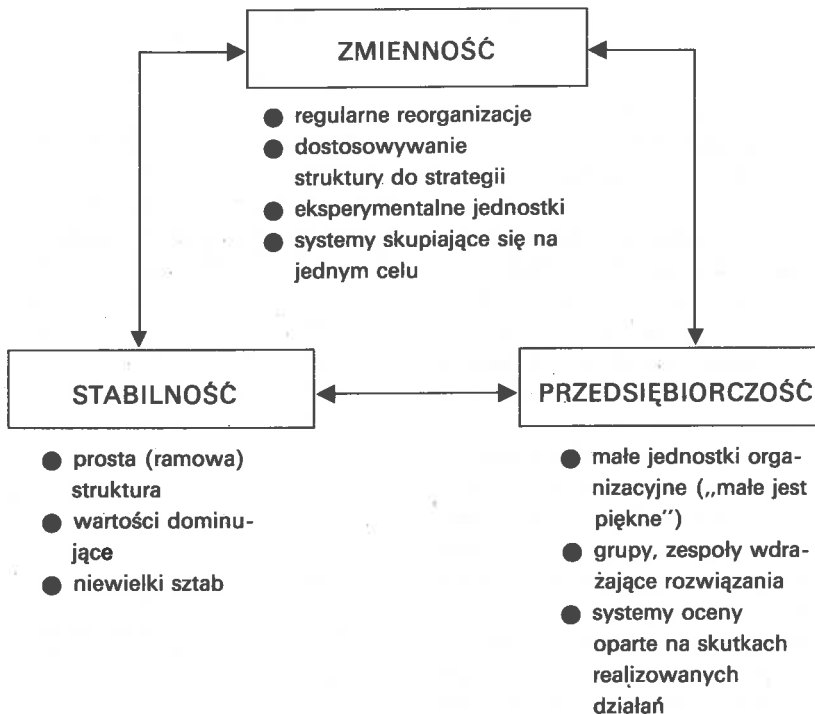 ZMIENNOŚĆ
● regularne reorganizacje
● dostosowywanie
struktury do strategii
● eksperymentalne jednostki
● systemy skupiające się na
jednym celu
STABILNOŚĆ
● prosta (ramowa)
struktura
● wartości dominu-
jące
● niewielki sztab
PRZEDSIĘBIORCZOŚĆ
● małe jednostki orga-
nizacyjne („małe jest
piękne”)
● grupy, zespoły wdra-
żające rozwiązania
● systemy oceny
oparte na skutkach
realizowanych
działań